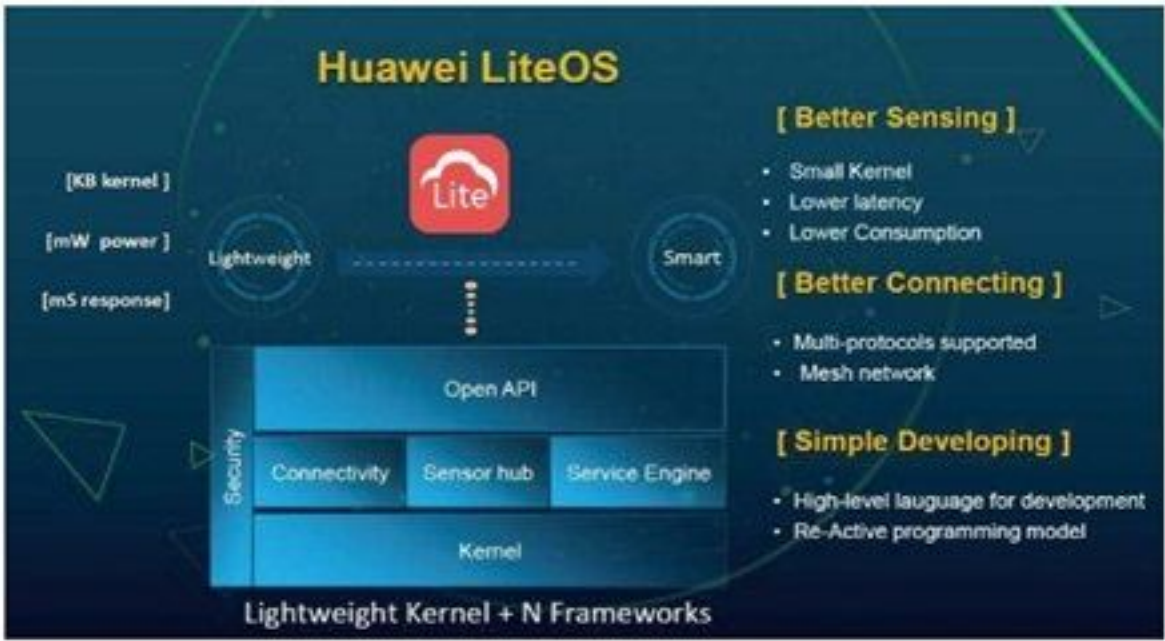 Huawei LiteOS
[KB kernel ]
[mW power ]
[mS response]
Lite
Lightweight
Smart
Security
Open API
Connectivity
Sensor hub
Service Engine
Kernel
Lightweight Kernel + N Frameworks
[ Better Sensing ]
• Small Kernel
• Lower latency
• Lower Consumption
[ Better Connecting ]
• Multi-protocols supported
• Mesh network
[ Simple Developing ]
• High-level lauguage for development
• Re-Active programming model